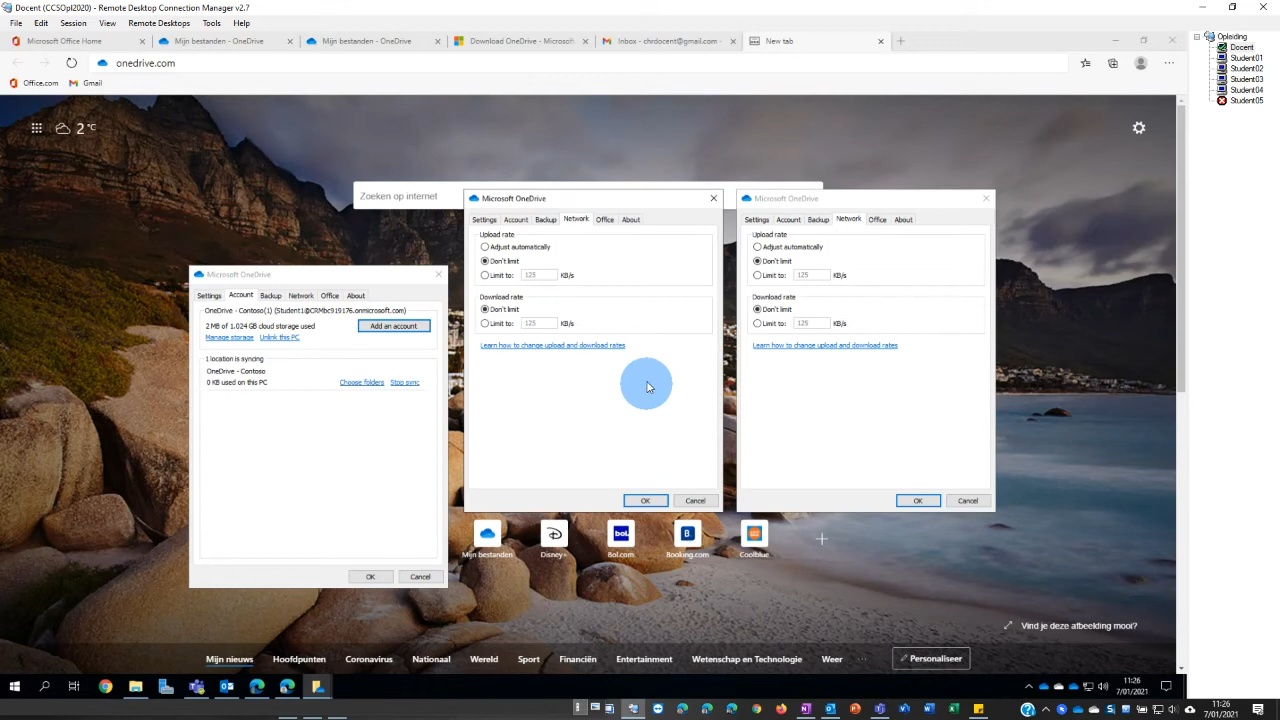 Docent (CCSOpl2020) - Remote Desktop Connection Manager v2.7
File Edit Session View Remote Desktops Tools Help
Microsoft Office Home
Mijn bestanden - OneDrive
Mijn bestanden - OneDrive
Download OneDrive - Microsoft
Inbox - chrdocent@gmail.com -
New tab
onedrive.com
Office.com
Gmail
Opleiding
Docent
Student01
Student02
Student03
Student04
Student05
2 °C
Zoeken op internet
Microsoft OneDrive
Settings Account Backup Network Office About
OneDrive - Contoso(1) (Student1@CRMbc919176.onmicrosoft.com)
2 MB of 1.024 GB cloud storage used
Add an account
Manage storage
Unlink this PC
1 location is syncing
OneDrive - Contoso
0 KB used on this PC
Choose folders
Stop sync
OK
Cancel
Microsoft OneDrive
Settings Account Backup Network Office About
Upload rate
Adjust automatically
Don't limit
Limit to: 125 KB/s
Download rate
Don't limit
Limit to: 125 KB/s
Learn how to change upload and download rates
OK
Cancel
Microsoft OneDrive
Settings Account Backup Network Office About
Upload rate
Adjust automatically
Don't limit
Limit to: 125 KB/s
Download rate
Don't limit
Limit to: 125 KB/s
Learn how to change upload and download rates
OK
Cancel
bol.
B
Mijn bestanden
Disney+
Bol.com
Booking.com
Coolblue
Vind je deze afbeelding mooi?
Mijn nieuws Hoofdpunten Coronavirus Nationaal Wereld Sport Financiën Entertainment Wetenschap en Technologie Weer ... Personaliseer
11:26
7/01/2021
11:26
7/01/2021